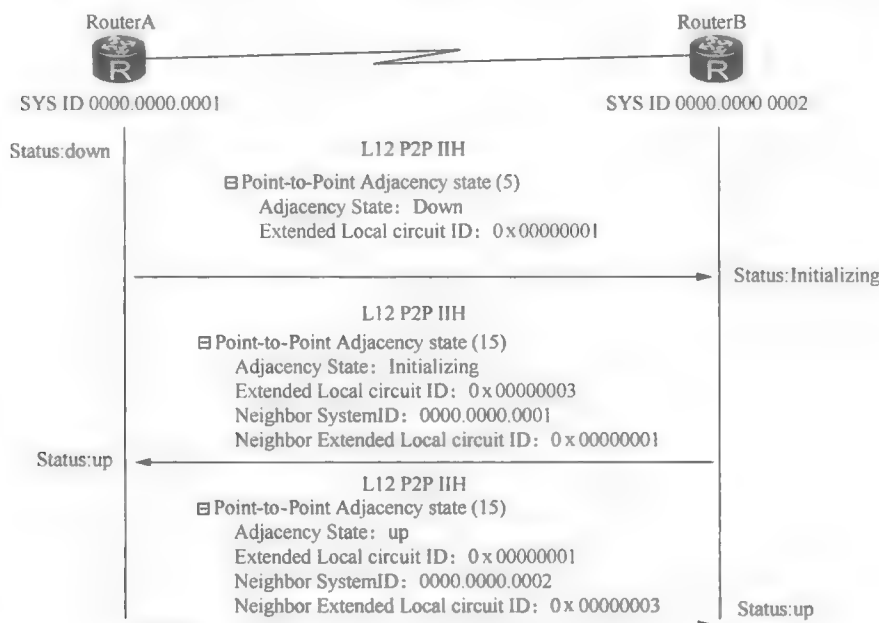 RouterA
RouterB
R
R
SYS ID 0000.0000.0001
SYS ID 0000.0000 0002
Status:down
L12 P2P IIH
⊟ Point-to-Point Adjacency state (5)
Adjacency State: Down
Extended Local circuit ID: 0x00000001
Status:Initializing
L12 P2P IIH
⊟ Point-to-Point Adjacency state (15)
Adjacency State: Initializing
Extended Local circuit ID: 0x00000003
Neighbor SystemID: 0000.0000.0001
Neighbor Extended Local circuit ID: 0x00000001
Status:up
L12 P2P IIH
⊟ Point-to-Point Adjacency state (15)
Adjacency State: up
Extended Local circuit ID: 0x00000001
Neighbor SystemID: 0000.0000.0002
Neighbor Extended Local circuit ID: 0x00000003
Status:up